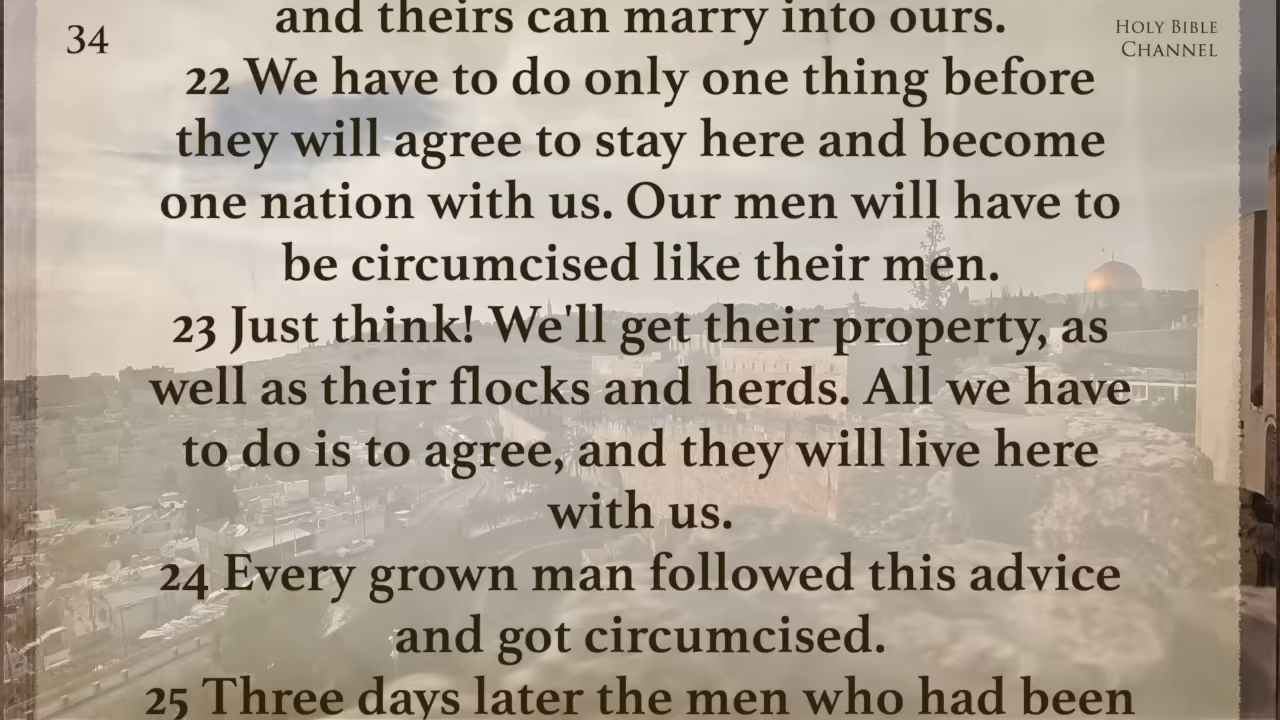 34
HOLY BIBLE
CHANNEL
and theirs can marry into ours.
22 We have to do only one thing before
they will agree to stay here and become
one nation with us. Our men will have to
be circumcised like their men.
23 Just think! We'll get their property, as
well as their flocks and herds. All we have
to do is to agree, and they will live here
with us.
24 Every grown man followed this advice
and got circumcised.
25 Three days later the men who had been